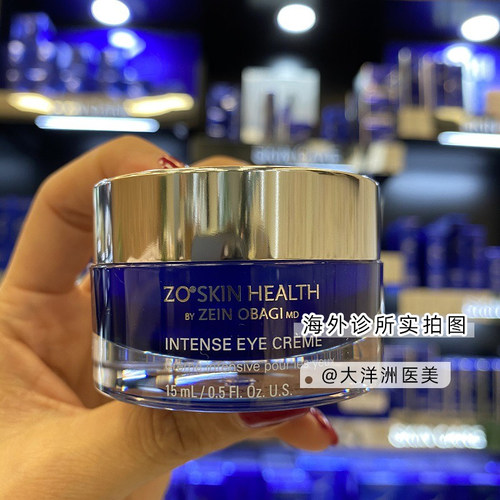 ZO® SKIN HEALTH
BY ZEIN OBAGI MD
INTENSE EYE CRÈME
15 mL / 0.5 Fl. Oz. U.S.
海外诊所实拍图
@大洋洲医美